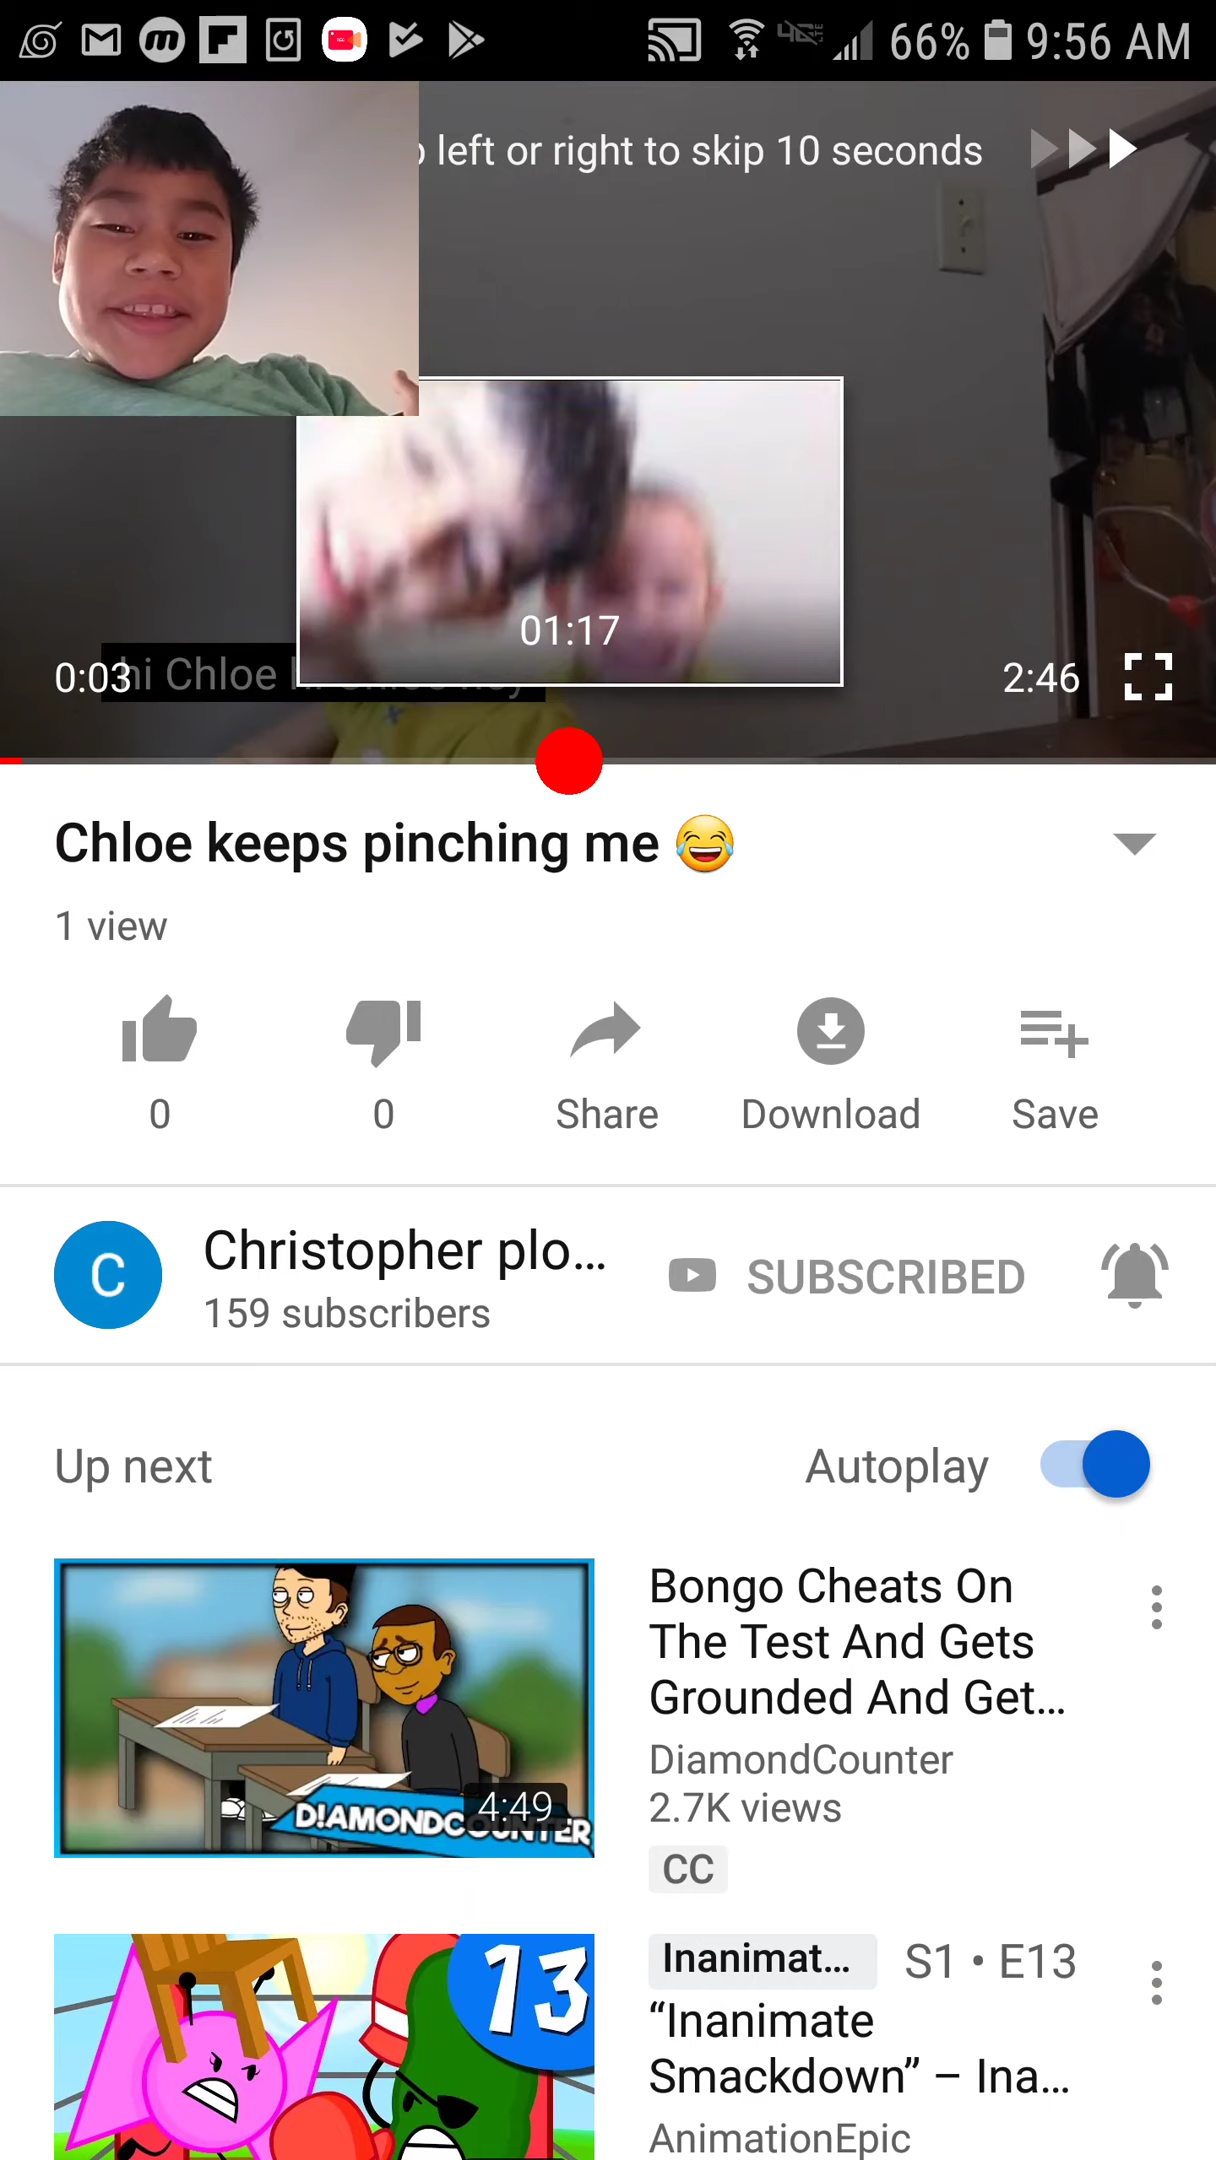 66% 9:56 AM
left or right to skip 10 seconds
01:17
hi Chloe
0:03
2:46
Chloe keeps pinching me 😂
1 view
0
0
Share
Download
Save
C
Christopher plo...
159 subscribers
SUBSCRIBED
Up next
Autoplay
Bongo Cheats On
The Test And Gets
Grounded And Get...
DiamondCounter
2.7K views
CC
4:49
D!AMONDCOUNTER
13
Inanimat...
S1 • E13
“Inanimate
Smackdown” – Ina...
AnimationEpic